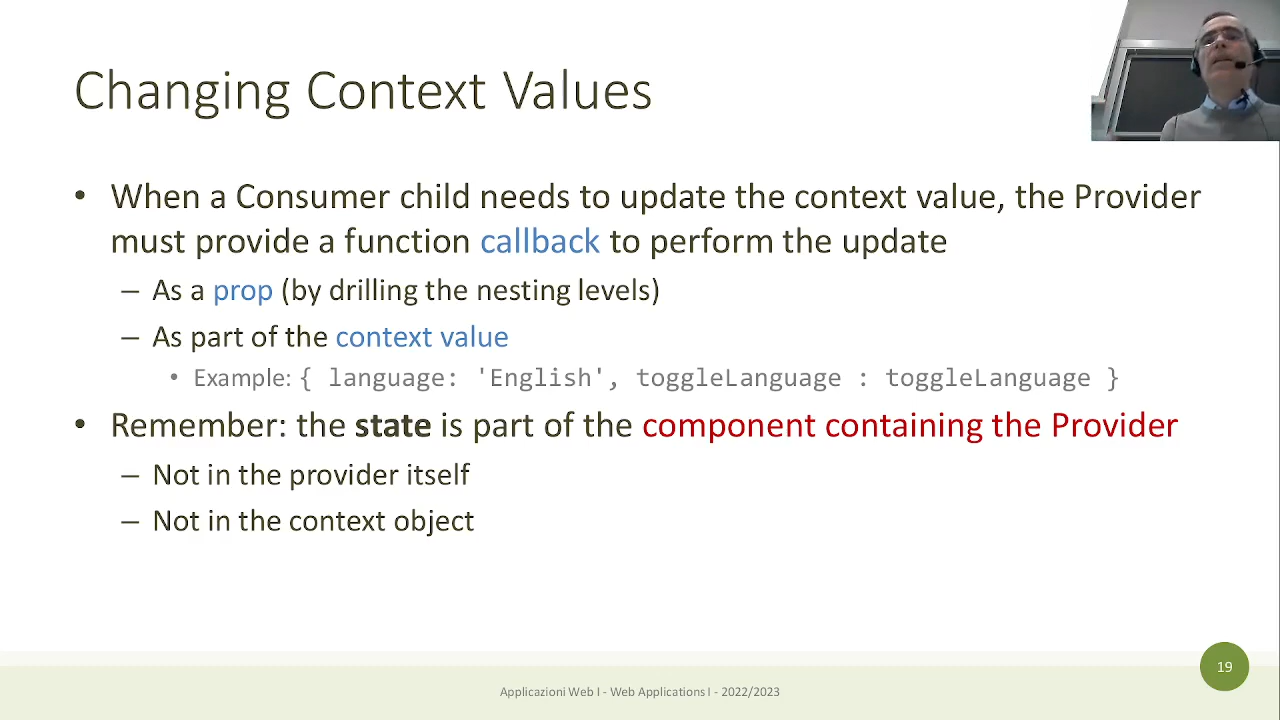 Changing Context Values
• When a Consumer child needs to update the context value, the Provider
must provide a function callback to perform the update
– As a prop (by drilling the nesting levels)
– As part of the context value
• Example: { language: 'English', toggleLanguage : toggleLanguage }
• Remember: the state is part of the component containing the Provider
– Not in the provider itself
– Not in the context object
19
Applicazioni Web I - Web Applications I - 2022/2023